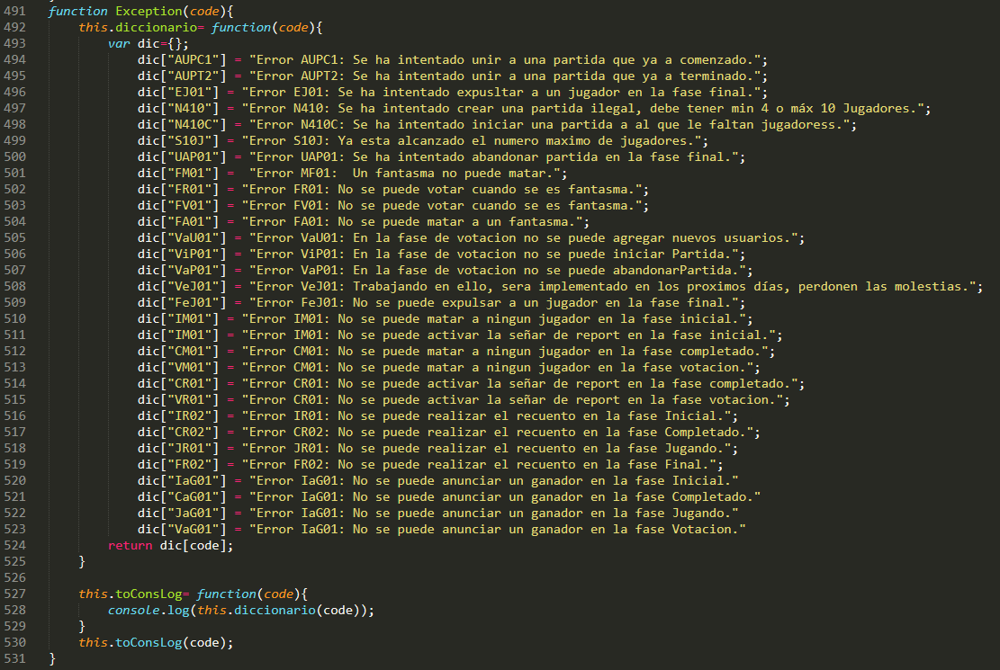 491 function Exception(code){
492 this.diccionario= function(code){
493 var dic={};
494 dic["AUPC1"] = "Error AUPC1: Se ha intentado unir a una partida que ya a comenzado.";
495 dic["AUPT2"] = "Error AUPT2: Se ha intentado unir a una partida que ya a terminado.";
496 dic["EJ01"] = "Error EJ01: Se ha intentado expusltar a un jugador en la fase final.";
497 dic["N410"] = "Error N410: Se ha intentado crear una partida ilegal, debe tener min 4 o máx 10 Jugadores.";
498 dic["N410C"] = "Error N410C: Se ha intentado iniciar una partida a al que le faltan jugadoress.";
499 dic["S10J"] = "Error S10J: Ya esta alcanzado el numero maximo de jugadores.";
500 dic["UAP01"] = "Error UAP01: Se ha intentado abandonar partida en la fase final.";
501 dic["FM01"] =  "Error MF01:  Un fantasma no puede matar.";
502 dic["FR01"] = "Error FR01: No se puede votar cuando se es fantasma.";
503 dic["FV01"] = "Error FV01: No se puede votar cuando se es fantasma.";
504 dic["FA01"] = "Error FA01: No se puede matar a un fantasma.";
505 dic["VaU01"] = "Error VaU01: En la fase de votacion no se puede agregar nuevos usuarios.";
506 dic["ViP01"] = "Error ViP01: En la fase de votacion no se puede iniciar Partida.";
507 dic["VaP01"] = "Error VaP01: En la fase de votacion no se puede abandonarPartida.";
508 dic["VeJ01"] = "Error VeJ01: Trabajando en ello, sera implementado en los proximos días, perdonen las molestias.";
509 dic["FeJ01"] = "Error FeJ01: No se puede expulsar a un jugador en la fase final.";
510 dic["IM01"] = "Error IM01: No se puede matar a ningun jugador en la fase inicial.";
511 dic["IM01"] = "Error IM01: No se puede activar la señar de report en la fase inicial.";
512 dic["CM01"] = "Error CM01: No se puede matar a ningun jugador en la fase completado.";
513 dic["VM01"] = "Error CM01: No se puede matar a ningun jugador en la fase votacion.";
514 dic["CR01"] = "Error CR01: No se puede activar la señar de report en la fase completado.";
515 dic["VR01"] = "Error CR01: No se puede activar la señar de report en la fase votacion.";
516 dic["IR02"] = "Error IR01: No se puede realizar el recuento en la fase Inicial.";
517 dic["CR02"] = "Error CR02: No se puede realizar el recuento en la fase Completado.";
518 dic["JR01"] = "Error JR01: No se puede realizar el recuento en la fase Jugando.";
519 dic["FR02"] = "Error FR02: No se puede realizar el recuento en la fase Final.";
520 dic["IaG01"] = "Error IaG01: No se puede anunciar un ganador en la fase Inicial."
521 dic["CaG01"] = "Error IaG01: No se puede anunciar un ganador en la fase Completado."
522 dic["JaG01"] = "Error IaG01: No se puede anunciar un ganador en la fase Jugando."
523 dic["VaG01"] = "Error IaG01: No se puede anunciar un ganador en la fase Votacion."
524 return dic[code];
525 }
526
527 this.toConsLog= function(code){
528 console.log(this.diccionario(code));
529 }
530 this.toConsLog(code);
531 }